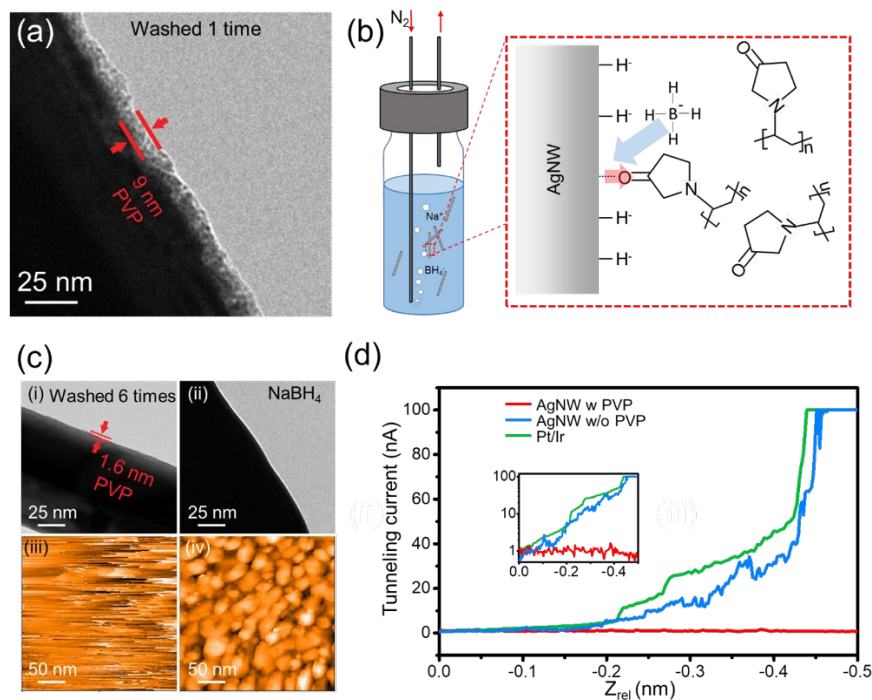 (a)
Washed 1 time
9 nm
PVP
25 nm
(b)
N2
Na+
BH4-
AgNW
H-
H-
H
H B- H
H
O
N
n
H-
H-
O
N
n
O
N
n
(c)
(i) Washed 6 times
1.6 nm
PVP
25 nm
(ii) NaBH4
25 nm
(iii)
50 nm
(iv)
50 nm
(d)
Tunneling current (nA)
100
80
60
40
20
0
AgNW w PVP
AgNW w/o PVP
Pt/Ir
100
10
1
0.0 -0.2 -0.4
(i) (ii)
0.0 -0.1 -0.2 -0.3 -0.4 -0.5
Zrel (nm)